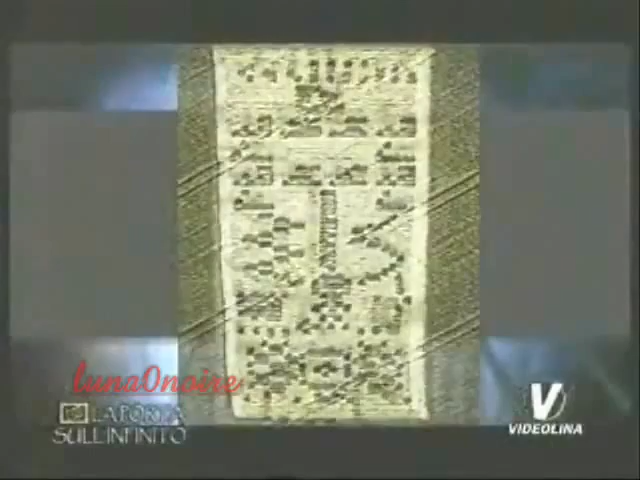 luna0noire
LA PORTA
SULL'INFINITO
V
VIDEOLINA